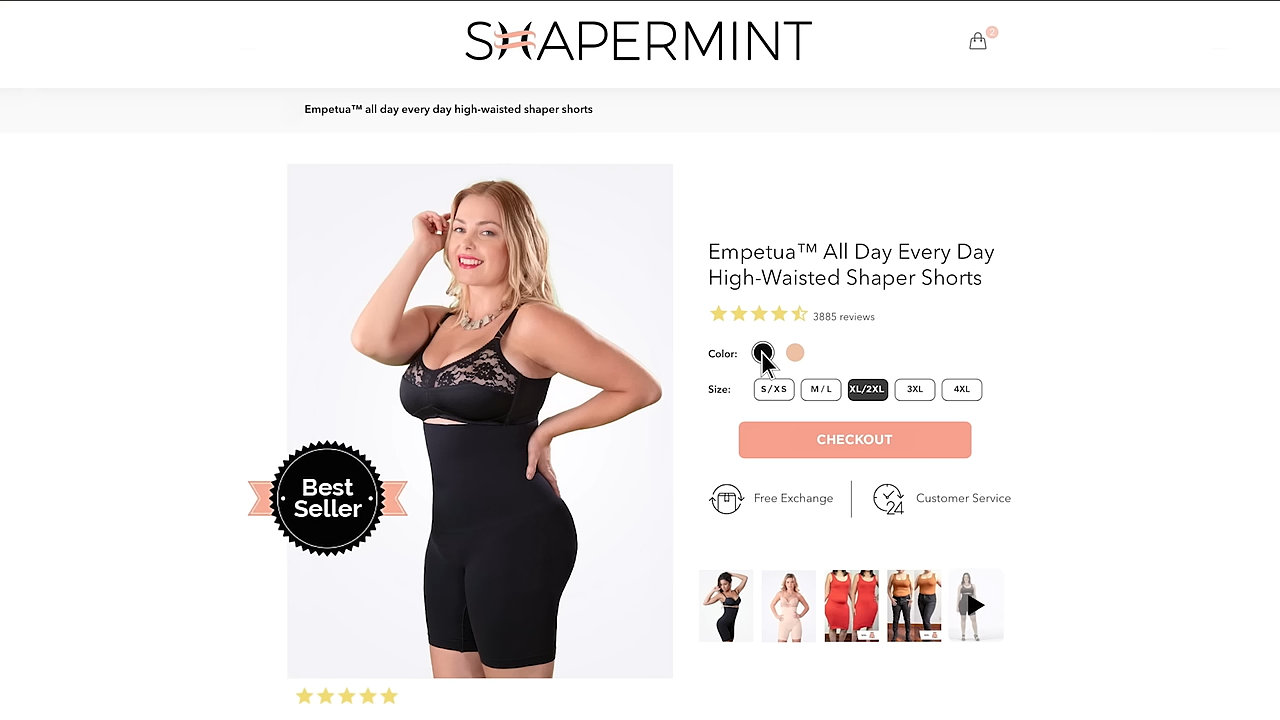 SHAPERMINT
2
Empetua™ all day every day high-waisted shaper shorts
Empetua™ All Day Every Day
High-Waisted Shaper Shorts
3885 reviews
Color:
Size:
S/XS
M/L
XL/2XL
3XL
4XL
CHECKOUT
Best
Seller
Free Exchange
24
Customer Service